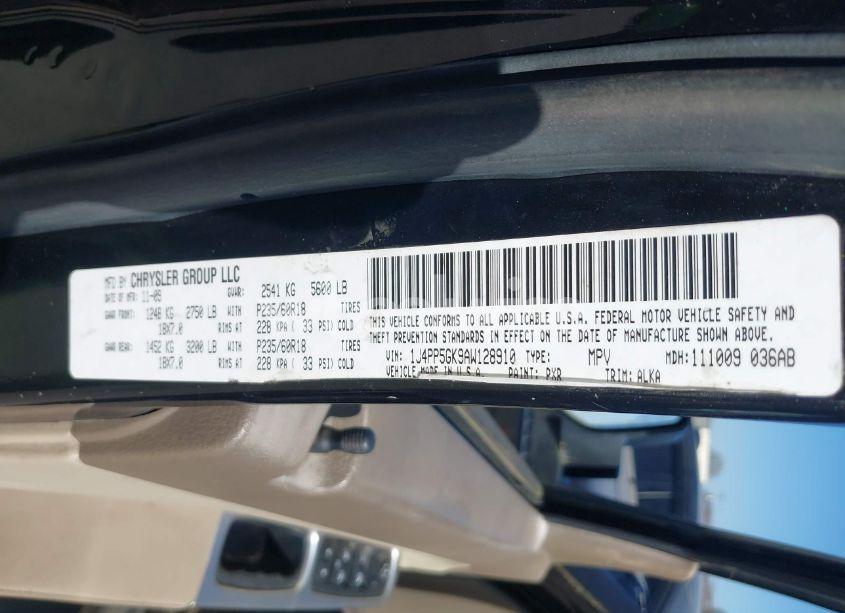 MFD BY CHRYSLER GROUP LLC
DATE OF MFR: 11-09 GVWR: 2541 KG 5600 LB
GAWR FRONT: 1248 KG 2750 LB WITH P235/60R18 TIRES
18X7.0 RIMS AT 228 KPA ( 33 PSI) COLD
GAWR REAR: 1452 KG 3200 LB WITH P235/60R18 TIRES
18X7.0 RIMS AT 228 KPA ( 33 PSI) COLD
THIS VEHICLE CONFORMS TO ALL APPLICABLE U.S.A. FEDERAL MOTOR VEHICLE SAFETY AND
THEFT PREVENTION STANDARDS IN EFFECT ON THE DATE OF MANUFACTURE SHOWN ABOVE.
VIN: 1J4PP5GK9AW128910 TYPE: MPV MDH: 111009 036AB
VEHICLE MADE IN U.S.A. PAINT: PXR TRIM: ALKA